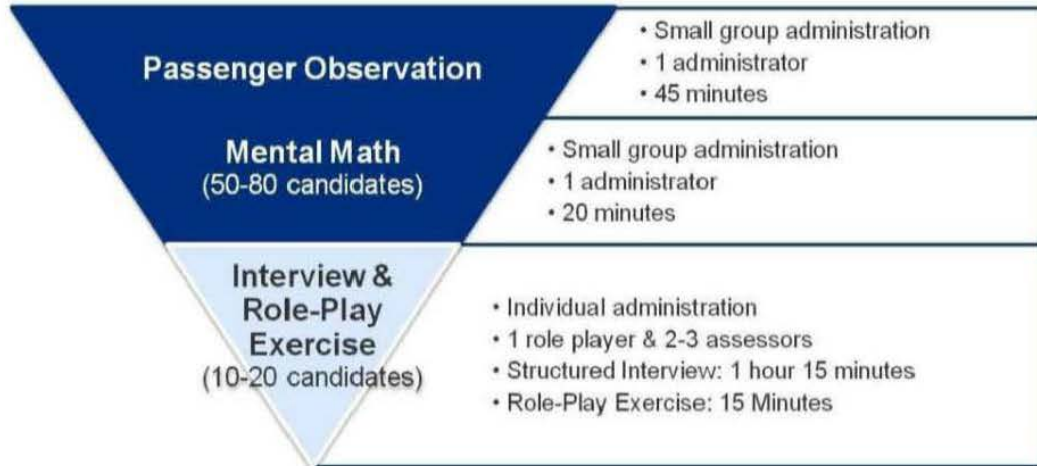 Passenger Observation
• Small group administration
• 1 administrator
• 45 minutes
Mental Math
(50-80 candidates)
• Small group administration
• 1 administrator
• 20 minutes
Interview &
Role-Play
Exercise
(10-20 candidates)
• Individual administration
• 1 role player & 2-3 assessors
• Structured Interview: 1 hour 15 minutes
• Role-Play Exercise: 15 Minutes